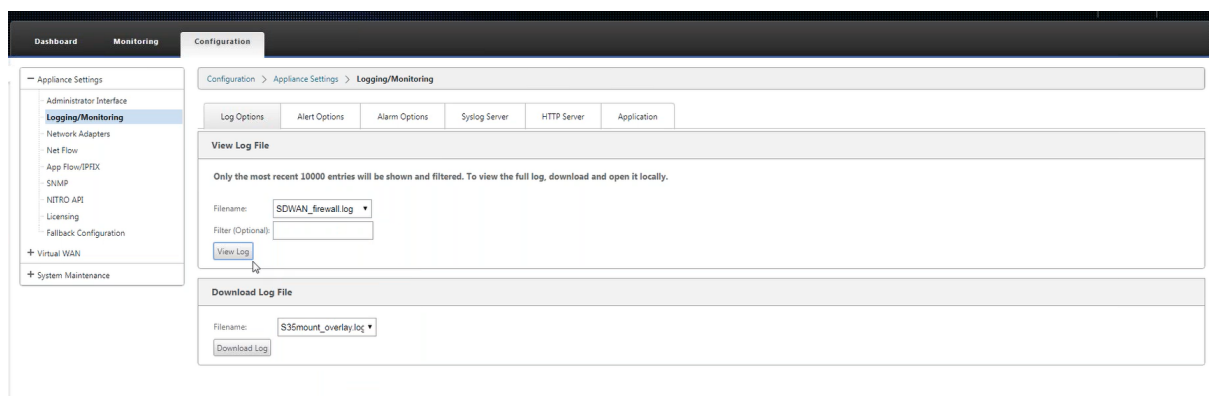 Dashboard Monitoring Configuration
− Appliance Settings
Administrator Interface
Logging/Monitoring
Network Adapters
Net Flow
App Flow/IPFIX
SNMP
NITRO API
Licensing
Fallback Configuration
+ Virtual WAN
+ System Maintenance
Configuration > Appliance Settings > Logging/Monitoring
Log Options Alert Options Alarm Options Syslog Server HTTP Server Application
View Log File
Only the most recent 10000 entries will be shown and filtered. To view the full log, download and open it locally.
Filename: SDWAN_firewall.log
Filter (Optional):
View Log
Download Log File
Filename: S35mount_overlay.log
Download Log